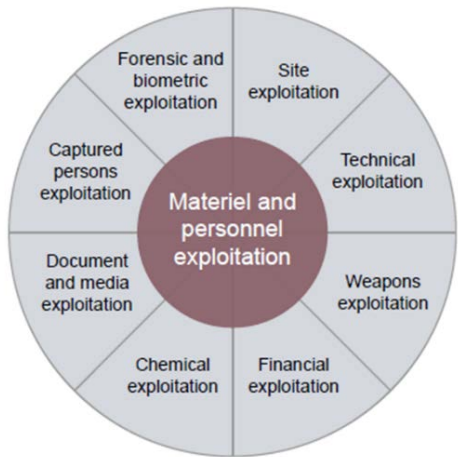 Forensic and
biometric
exploitation
Site
exploitation
Technical
exploitation
Weapons
exploitation
Financial
exploitation
Chemical
exploitation
Document
and media
exploitation
Captured
persons
exploitation
Materiel and
personnel
exploitation